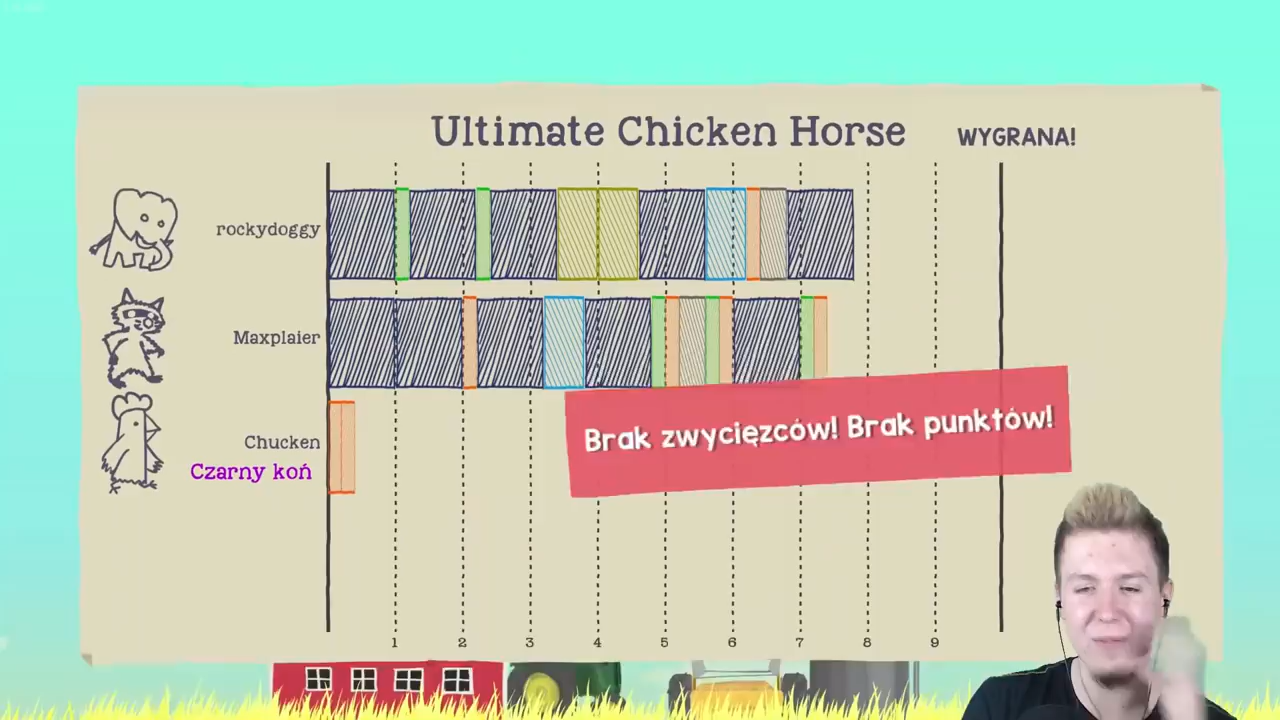 Ultimate Chicken Horse
WYGRANA!
rockydoggy
Maxplaier
Chucken
Czarny koń
Brak zwycięzców! Brak punktów!
1 2 3 4 5 6 7 8 9